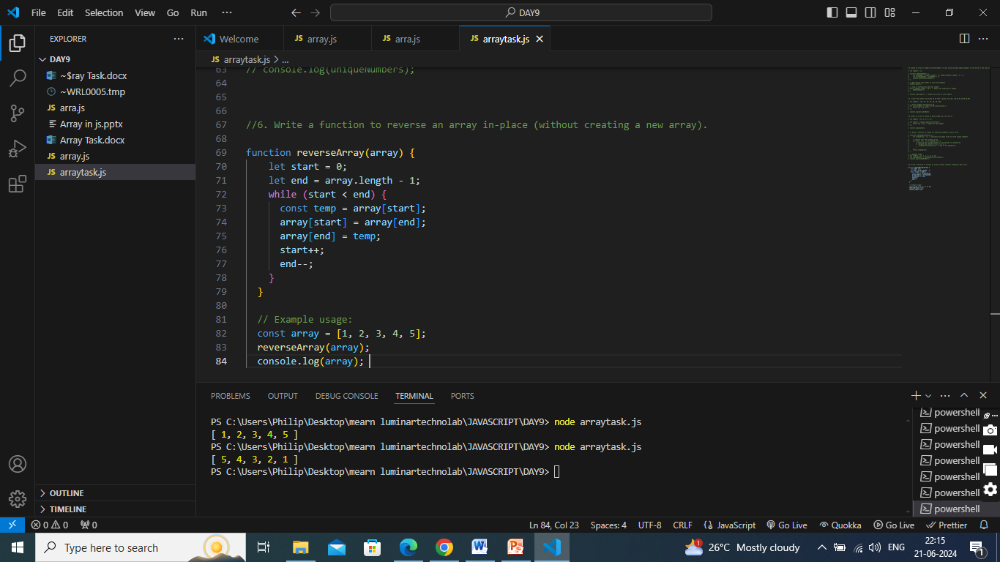 File Edit Selection View Go Run ··· DAY9
EXPLORER ···
DAY9
~$ray Task.docx
~WRL0005.tmp
JS arra.js
Array in js.pptx
Array Task.docx
JS array.js
JS arraytask.js
OUTLINE
TIMELINE
Welcome JS array.js JS arra.js JS arraytask.js
JS arraytask.js > ...
63 // console.log(uniqueNumbers);
64
65
66
67 //6. Write a function to reverse an array in-place (without creating a new array).
68
69 function reverseArray(array) {
70 let start = 0;
71 let end = array.length - 1;
72 while (start < end) {
73 const temp = array[start];
74 array[start] = array[end];
75 array[end] = temp;
76 start++;
77 end--;
78 }
79 }
80
81 // Example usage:
82 const array = [1, 2, 3, 4, 5];
83 reverseArray(array);
84 console.log(array);
PROBLEMS OUTPUT DEBUG CONSOLE TERMINAL PORTS
PS C:\Users\Philip\Desktop\mearn luminartechnolab\JAVASCRIPT\DAY9> node arraytask.js
[ 1, 2, 3, 4, 5 ]
PS C:\Users\Philip\Desktop\mearn luminartechnolab\JAVASCRIPT\DAY9> node arraytask.js
[ 5, 4, 3, 2, 1 ]
PS C:\Users\Philip\Desktop\mearn luminartechnolab\JAVASCRIPT\DAY9>
powershell
powershell
powershell
powershell
powershell
powershell
powershell
0 0 0 Ln 84, Col 23 Spaces: 4 UTF-8 CRLF {} JavaScript Go Live Quokka Go Live Prettier
Type here to search 26°C Mostly cloudy ENG 22:15
21-06-2024
1